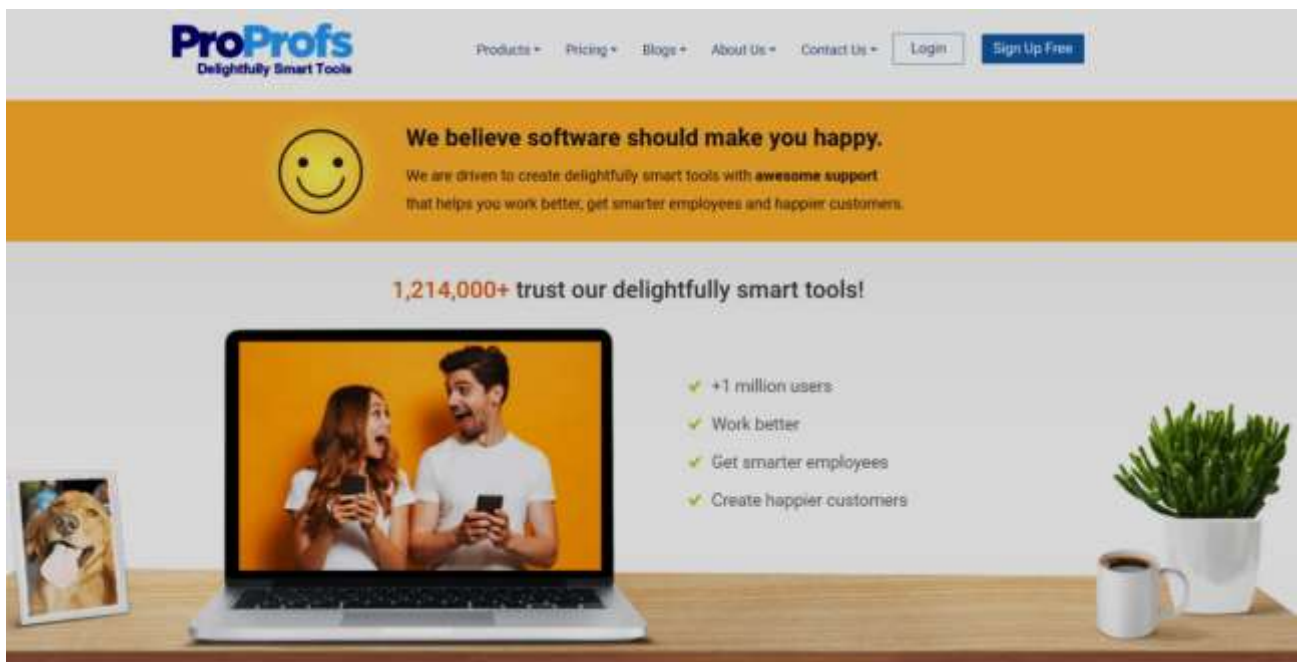 ProProfs
Delightfully Smart Tools
Products Pricing Blogs About Us Contact Us Login Sign Up Free
We believe software should make you happy.
We are driven to create delightfully smart tools with awesome support
that helps you work better, get smarter employees and happier customers.
1,214,000+ trust our delightfully smart tools!
+1 million users
Work better
Get smarter employees
Create happier customers